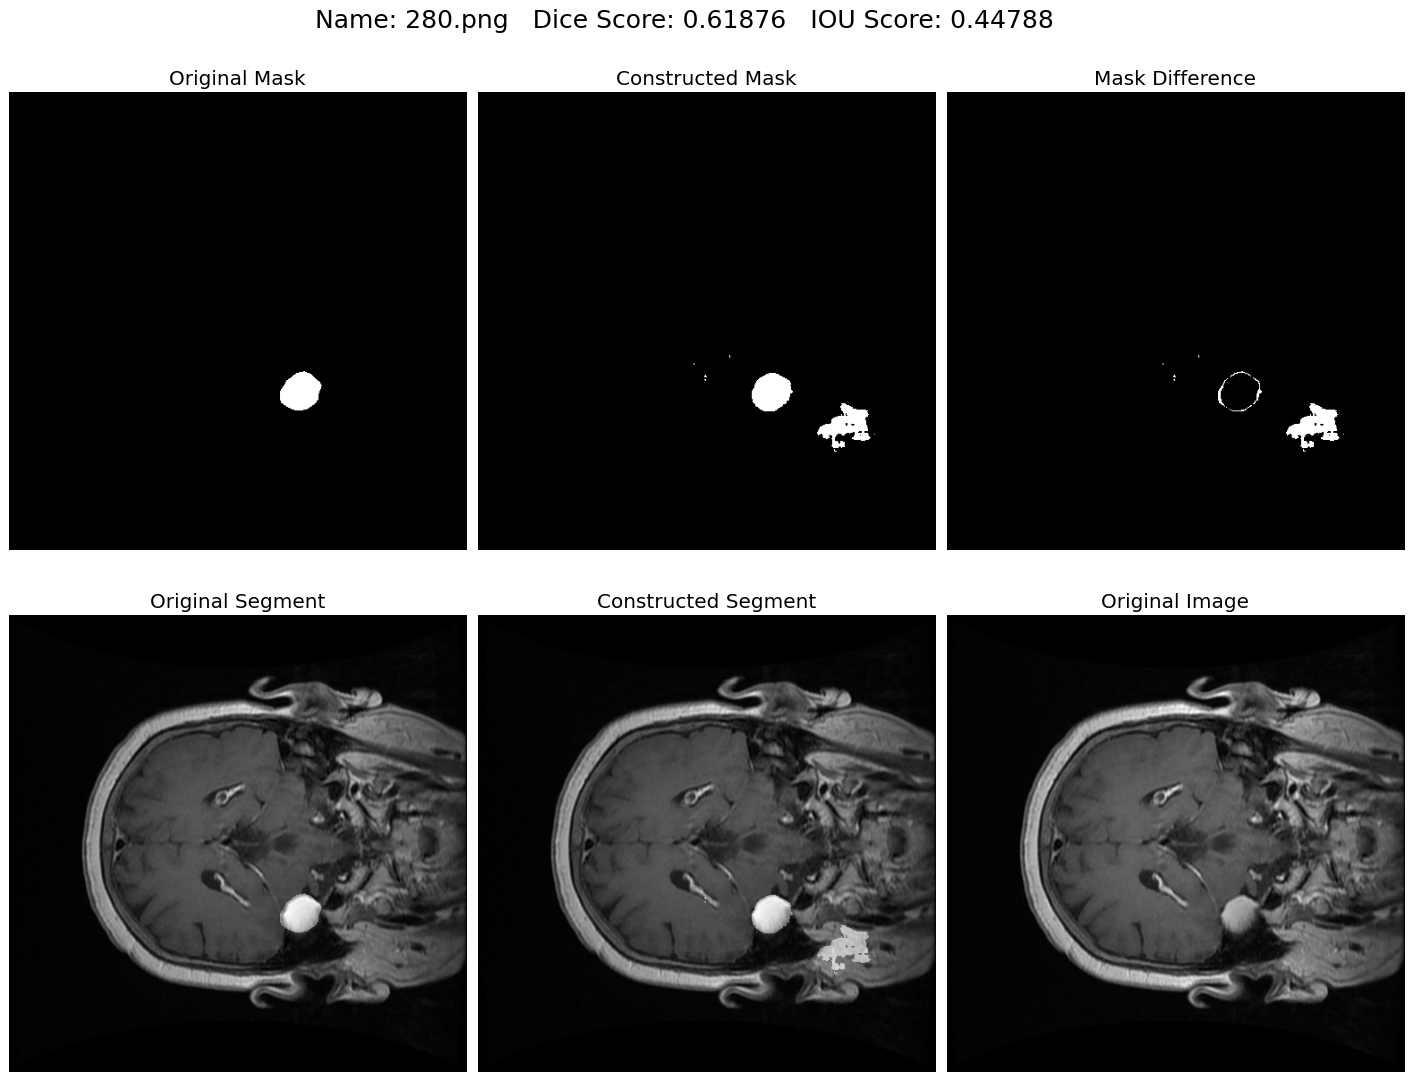 Name: 280.png   Dice Score: 0.61876   IOU Score: 0.44788
Original Mask
Constructed Mask
Mask Difference
Original Segment
Constructed Segment
Original Image